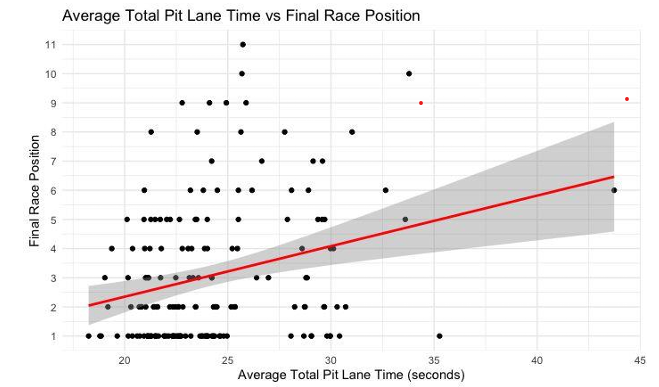 Average Total Pit Lane Time vs Final Race Position
11
10
9
8
7
6
5
4
3
2
1
Final Race Position
20 25 30 35 40 45
Average Total Pit Lane Time (seconds)